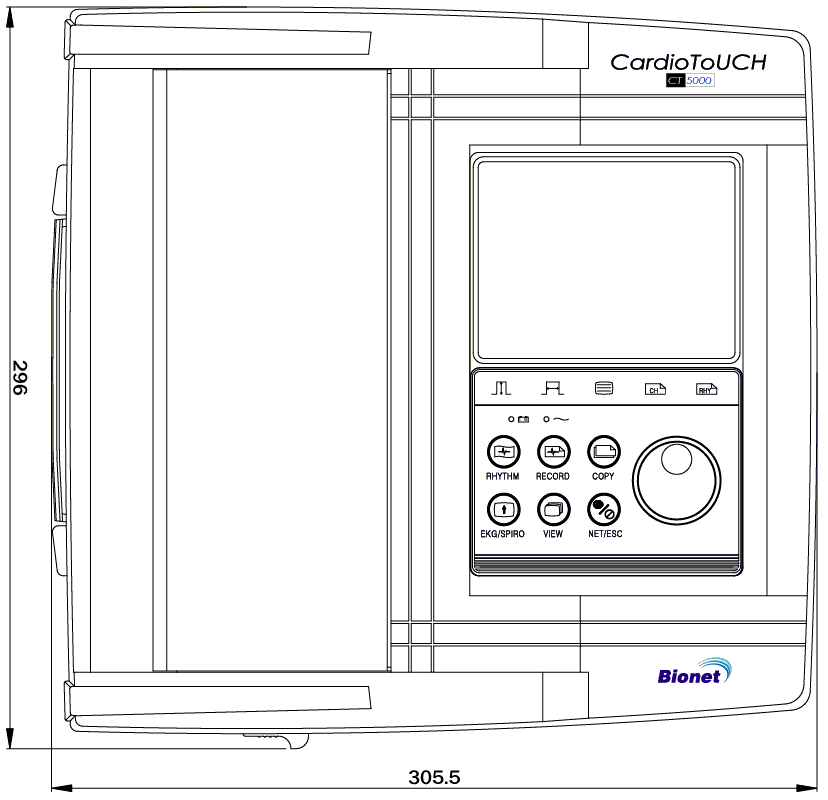 CardioToUCH
CT 5000
296
CH
RHY
RHYTHM
RECORD
COPY
EKG/SPIRO
VIEW
NET/ESC
Bionet
305.5